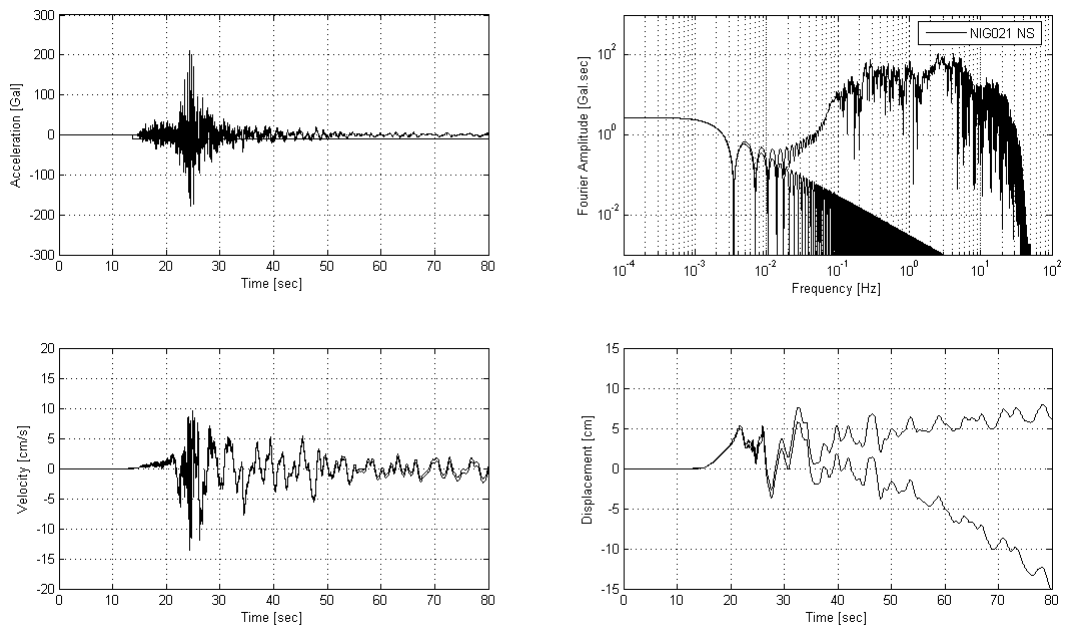 300
200
100
0
-100
-200
-300
Acceleration [Gal]
0 10 20 30 40 50 60 70 80
Time [sec]
NIG021 NS
10^2
10^0
10^-2
Fourier Amplitude [Gal.sec]
10^-4 10^-3 10^-2 10^-1 10^0 10^1 10^2
Frequency [Hz]
20
15
10
5
0
-5
-10
-15
-20
Velocity [cm/s]
0 10 20 30 40 50 60 70 80
Time [sec]
15
10
5
0
-5
-10
-15
Displacement [cm]
0 10 20 30 40 50 60 70 80
Time [sec]